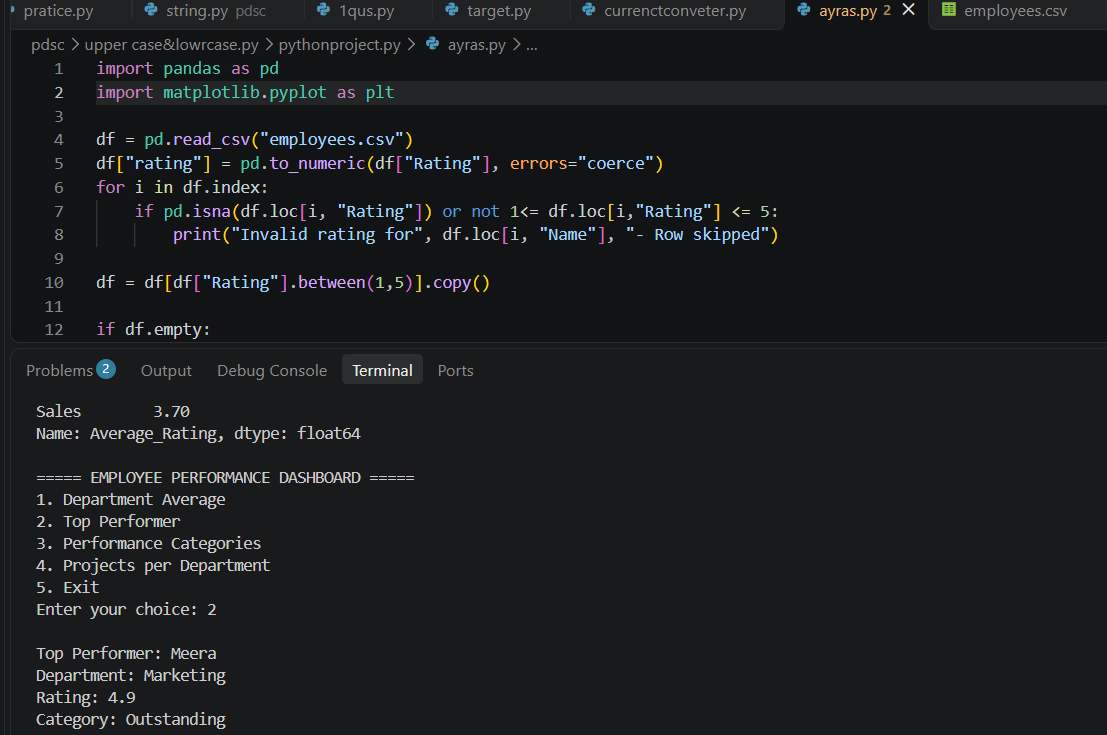 pratice.py string.py pdsc 1qus.py target.py currenctconveter.py ayras.py 2 employees.csv
pdsc > upper case&lowrcase.py > pythonproject.py > ayras.py > ...
1 import pandas as pd
2 import matplotlib.pyplot as plt
3
4 df = pd.read_csv("employees.csv")
5 df["rating"] = pd.to_numeric(df["Rating"], errors="coerce")
6 for i in df.index:
7 if pd.isna(df.loc[i, "Rating"]) or not 1<= df.loc[i,"Rating"] <= 5:
8 print("Invalid rating for", df.loc[i, "Name"], "- Row skipped")
9
10 df = df[df["Rating"].between(1,5)].copy()
11
12 if df.empty:
Problems 2 Output Debug Console Terminal Ports
Sales 3.70
Name: Average_Rating, dtype: float64
===== EMPLOYEE PERFORMANCE DASHBOARD =====
1. Department Average
2. Top Performer
3. Performance Categories
4. Projects per Department
5. Exit
Enter your choice: 2
Top Performer: Meera
Department: Marketing
Rating: 4.9
Category: Outstanding